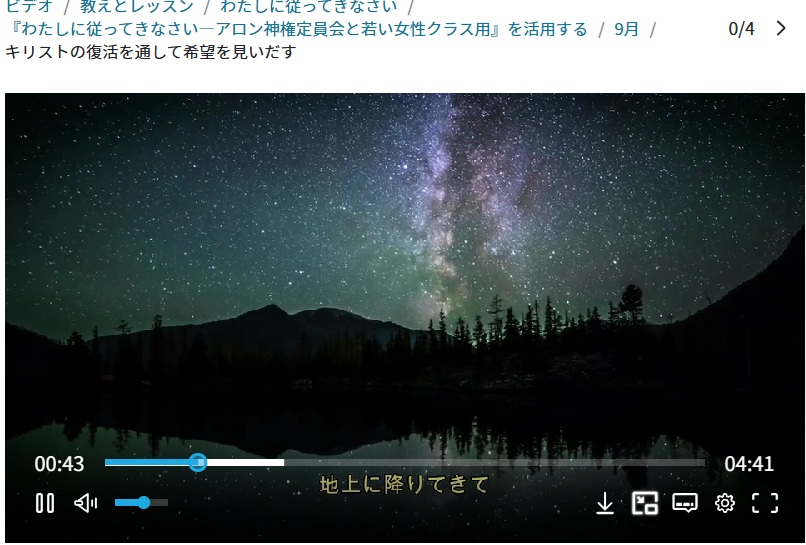 ビデオ / 教えとレッスン / わたしに従ってきなさい /
『わたしに従ってきなさい—アロン神権定員会と若い女性クラス用』を活用する / 9月 /
0/4
キリストの復活を通して希望を見いだす
00:43
04:41
地上に降りてきて